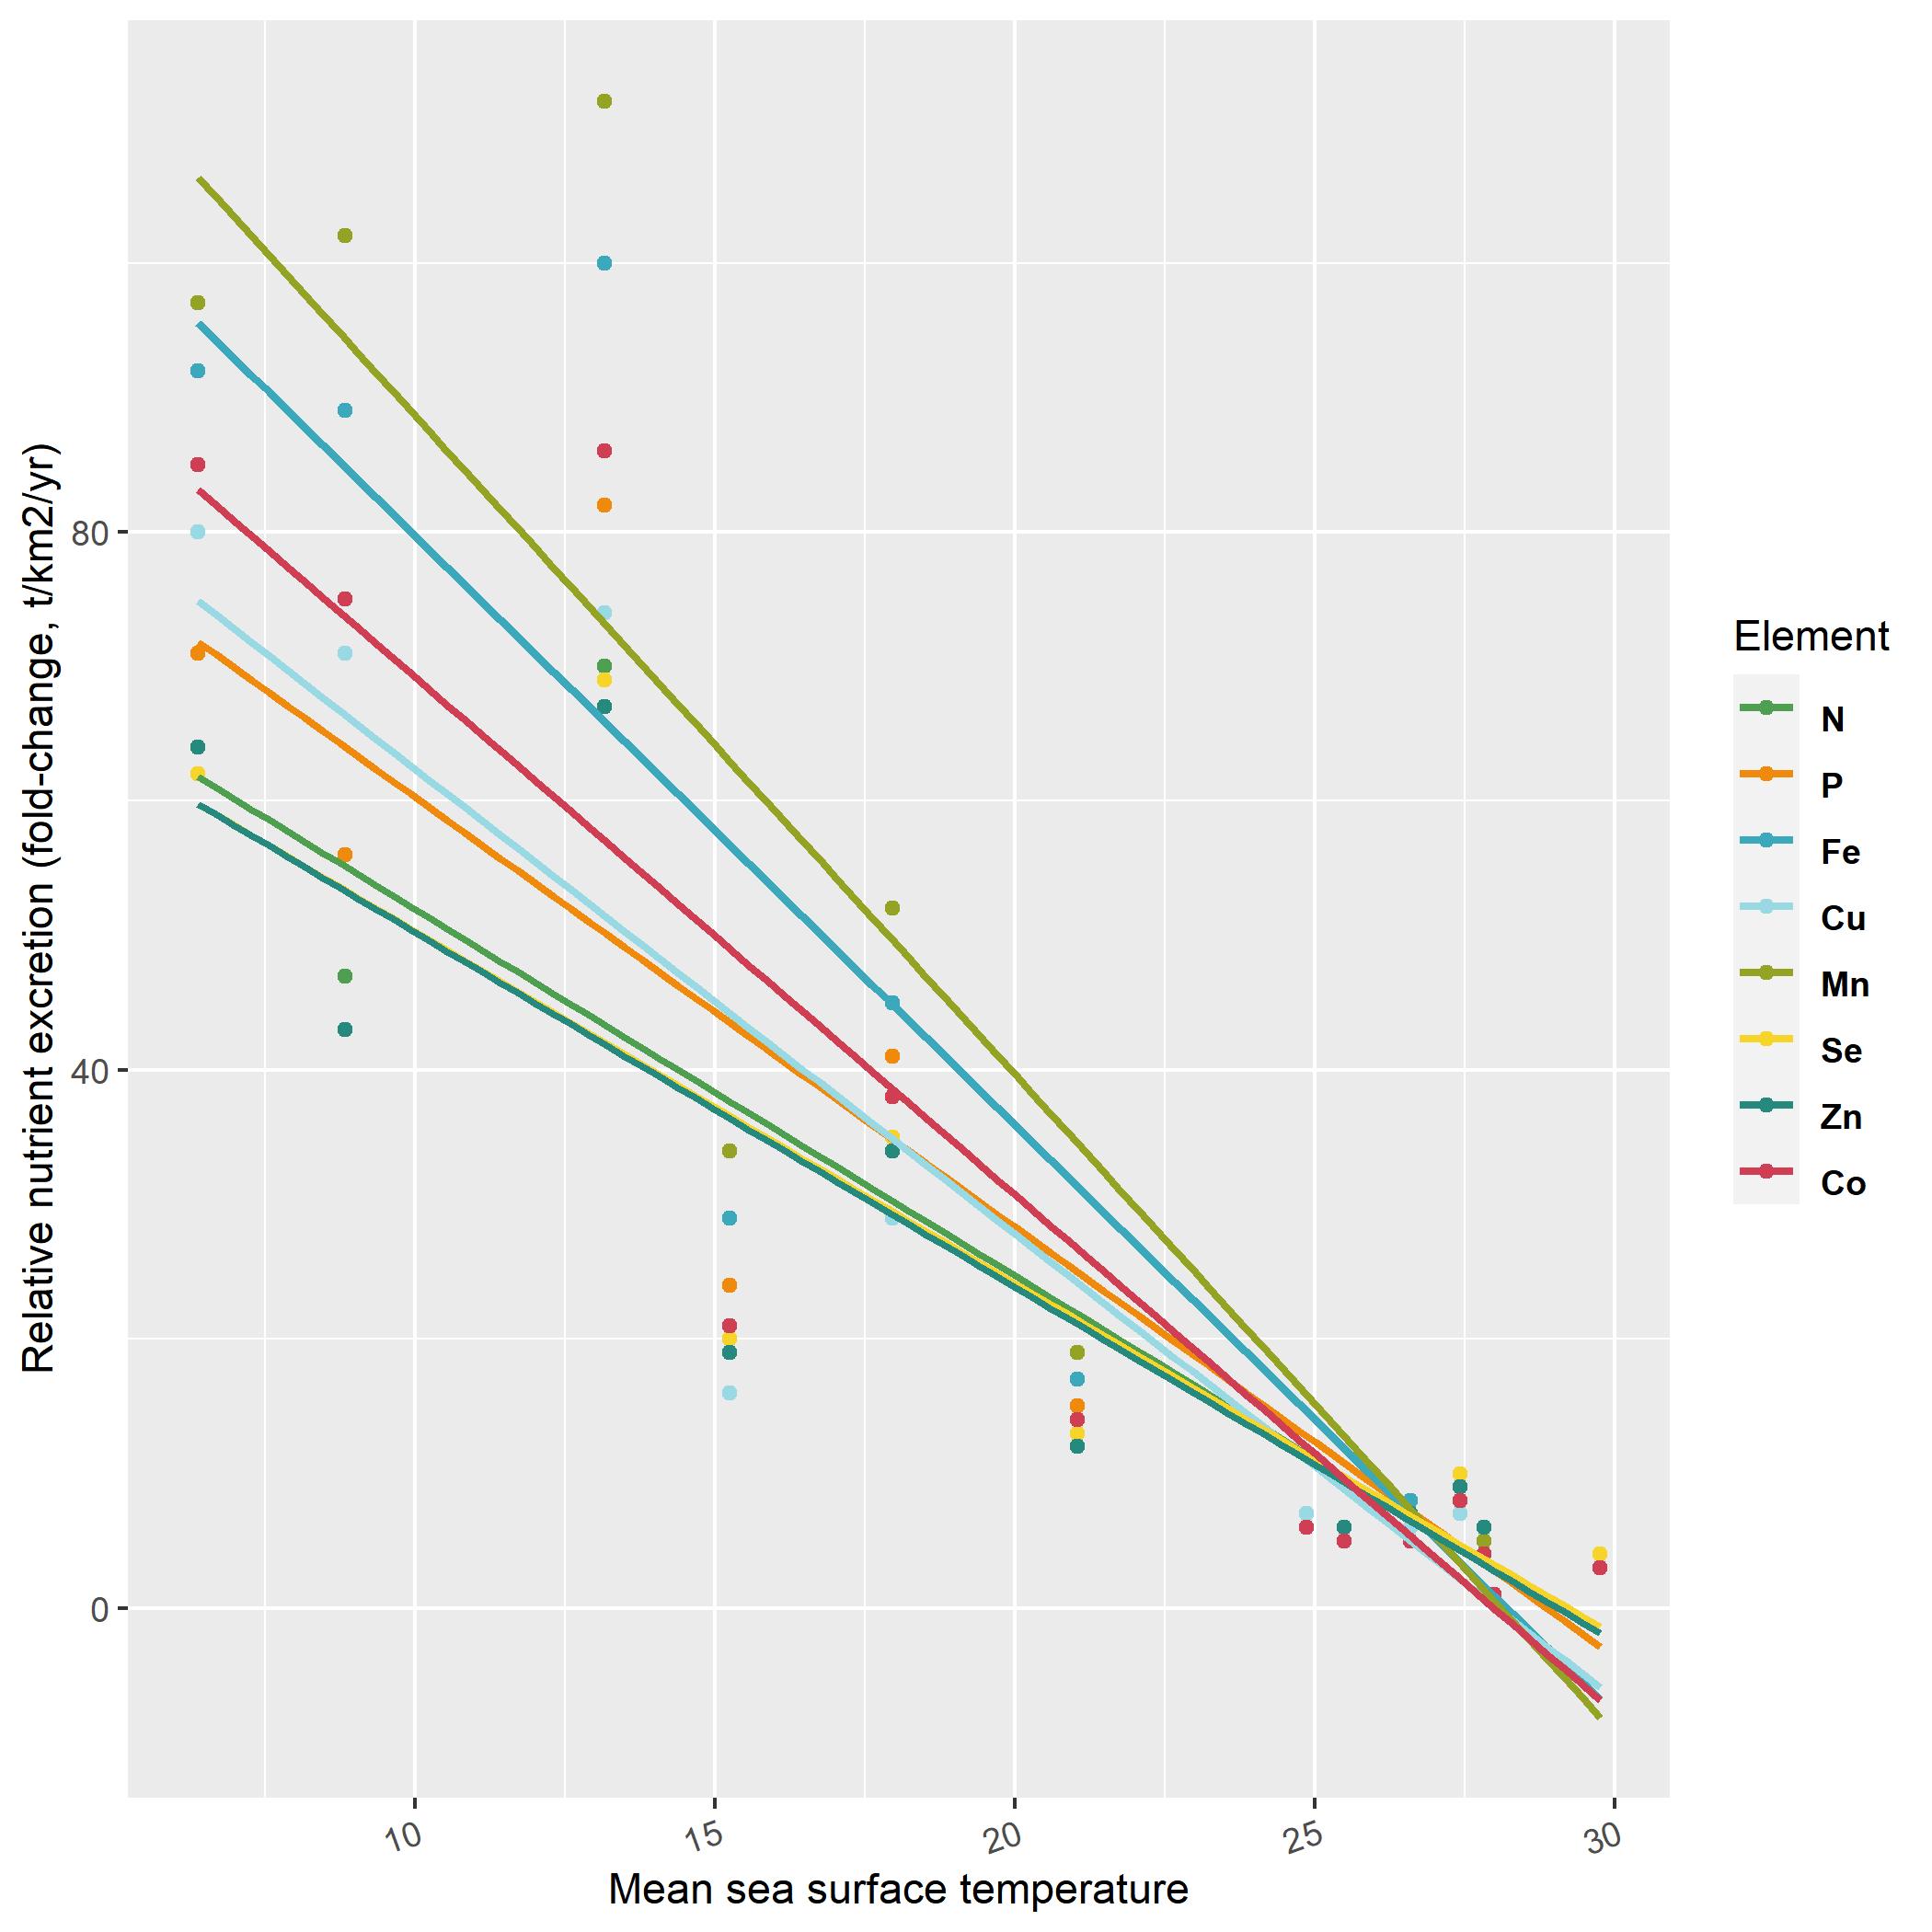 Relative nutrient excretion (fold-change, t/km2/yr)
80
40
0
10
15
20
25
30
Mean sea surface temperature
Element
N
P
Fe
Cu
Mn
Se
Zn
Co